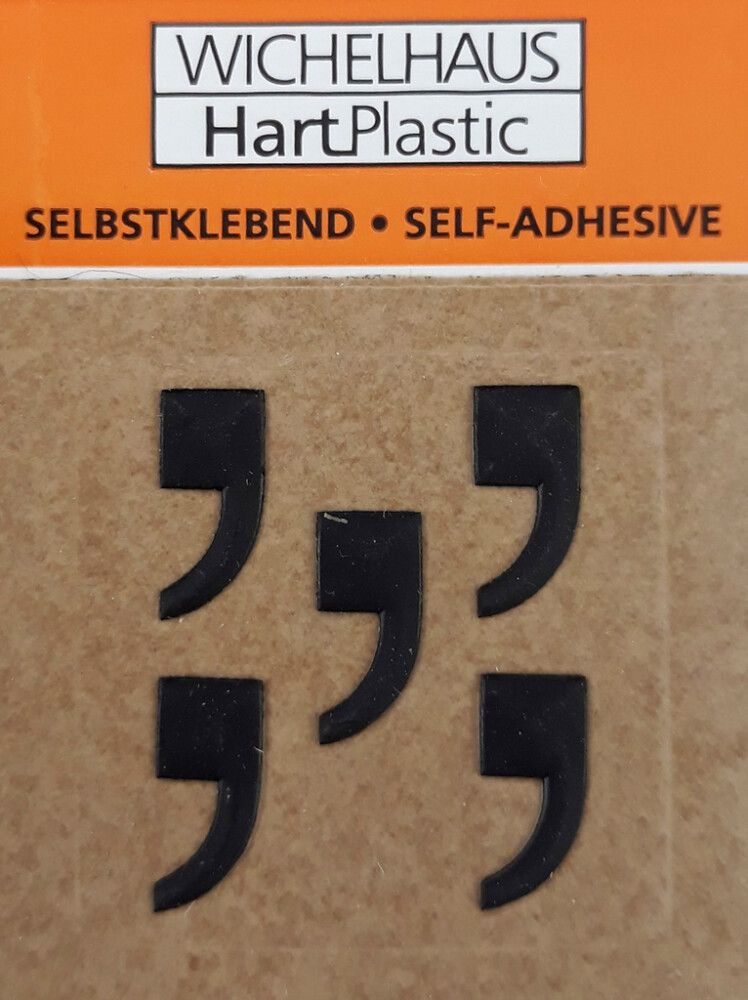 WICHELHAUS
HartPlastic
SELBSTKLEBEND • SELF-ADHESIVE
, ,
,
, ,